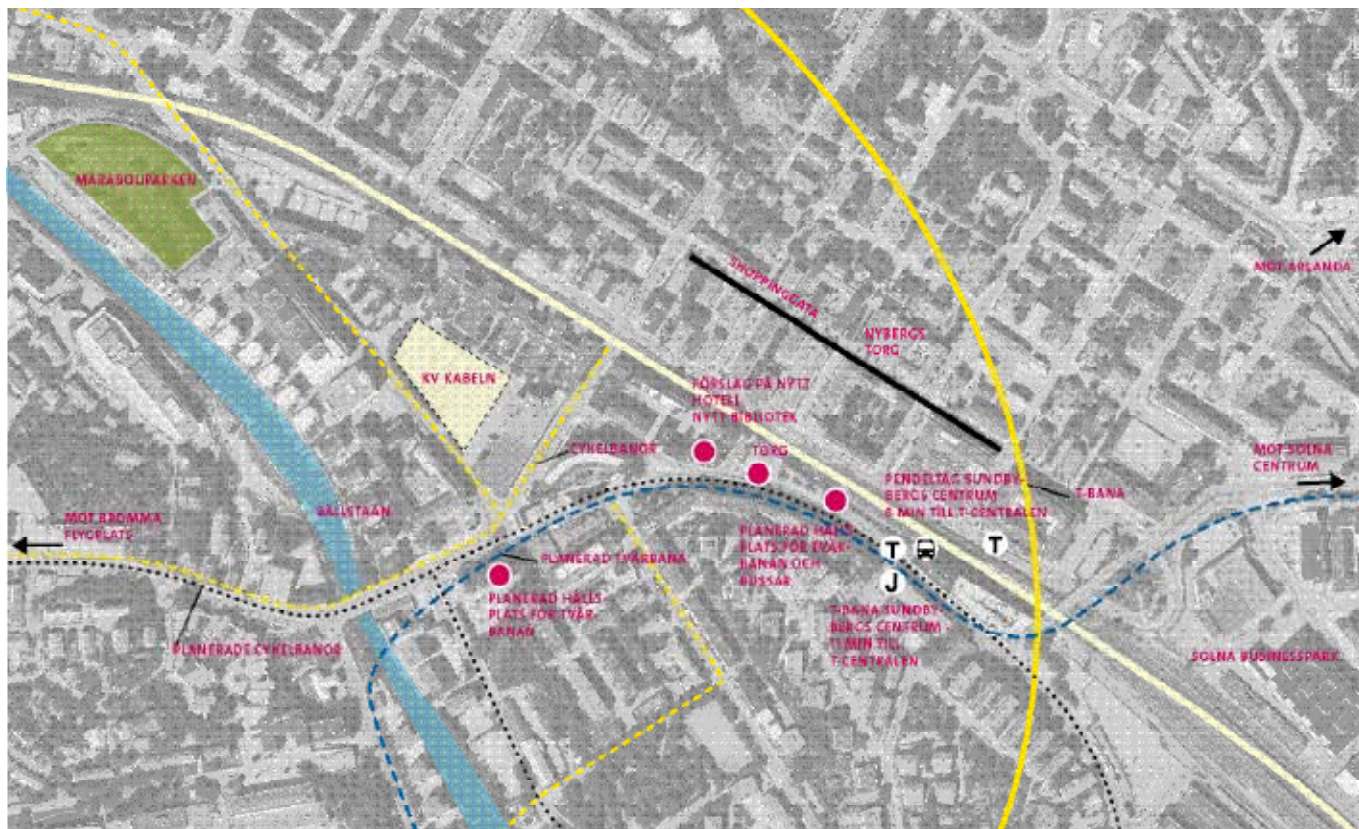 MARABOUPARKEN
MOT ARLANDA
SHOPPINGGATA
NYBERGS
TORG
KV KABELN
FÖRSLAG PÅ NYTT
HOTELL
NYTT BIBLIOTEK
CYKELBANOR
TORG
MOT SOLNA
CENTRUM
PENDELTÅG SUNDBY-
BERGS CENTRUM
8 MIN TILL T-CENTRALEN
T-BANA
BÄLLSTAÅN
MOT BROMMA
FLYGPLATS
PLANERAD TVÄRBANA
PLANERAD HÅLL-
PLATS FÖR TVÄR-
BANAN OCH
BUSSAR
T
T
J
PLANERAD HÅLLS-
PLATS FÖR TVÄR-
BANAN
T-BANA SUNDBY-
BERGS CENTRUM -
11 MIN TILL
T-CENTRALEN
PLANERADE CYKELBANOR
SOLNA BUSINESSPARK